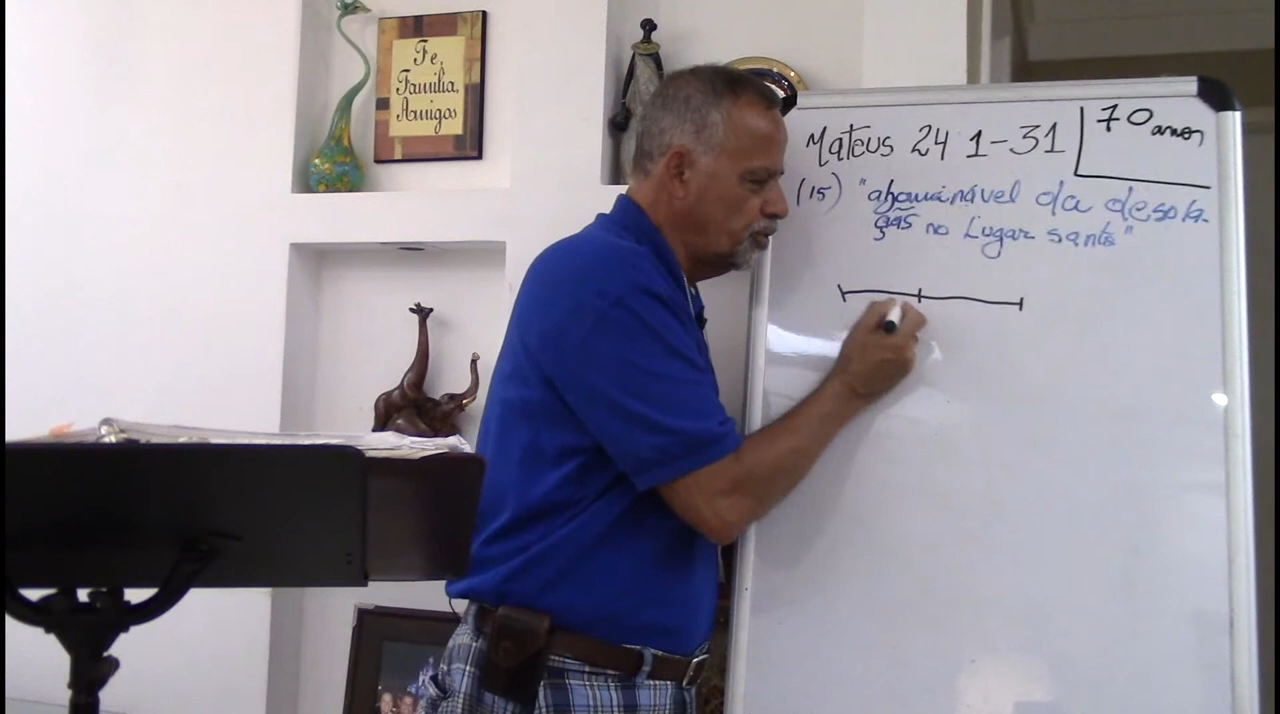 Fé,
Família,
Amigos
Mateus 24 1-31
70 anos
(15) "abominável da desola-
ção no Lugar santo"